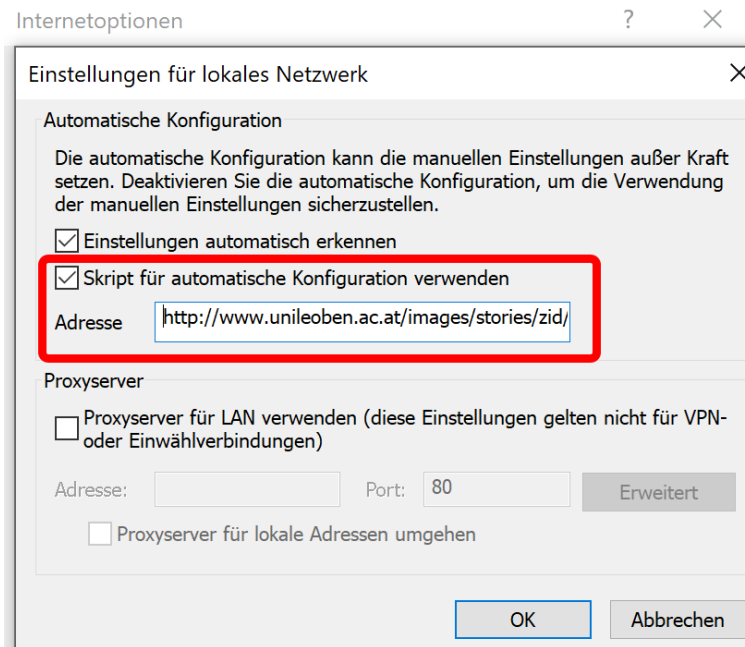 Internetoptionen
Einstellungen für lokales Netzwerk
Automatische Konfiguration
Die automatische Konfiguration kann die manuellen Einstellungen außer Kraft
setzen. Deaktivieren Sie die automatische Konfiguration, um die Verwendung
der manuellen Einstellungen sicherzustellen.
Einstellungen automatisch erkennen
Skript für automatische Konfiguration verwenden
Adresse http://www.unileoben.ac.at/images/stories/zid/
Proxyserver
Proxyserver für LAN verwenden (diese Einstellungen gelten nicht für VPN-
oder Einwählverbindungen)
Adresse: Port: 80 Erweitert
Proxyserver für lokale Adressen umgehen
OK Abbrechen